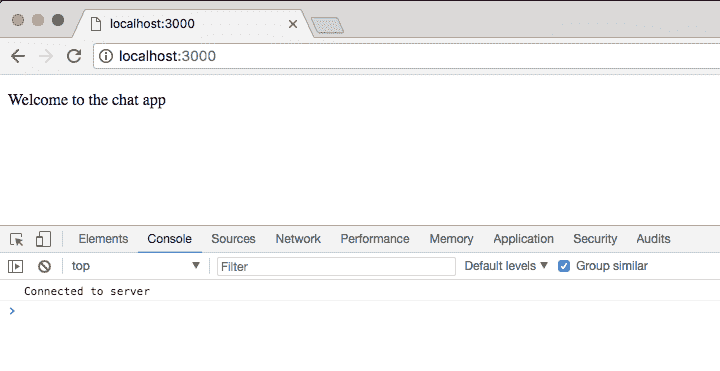 localhost:3000
localhost:3000
Welcome to the chat app
Elements Console Sources Network Performance Memory Application Security Audits
top Filter Default levels Group similar
Connected to server